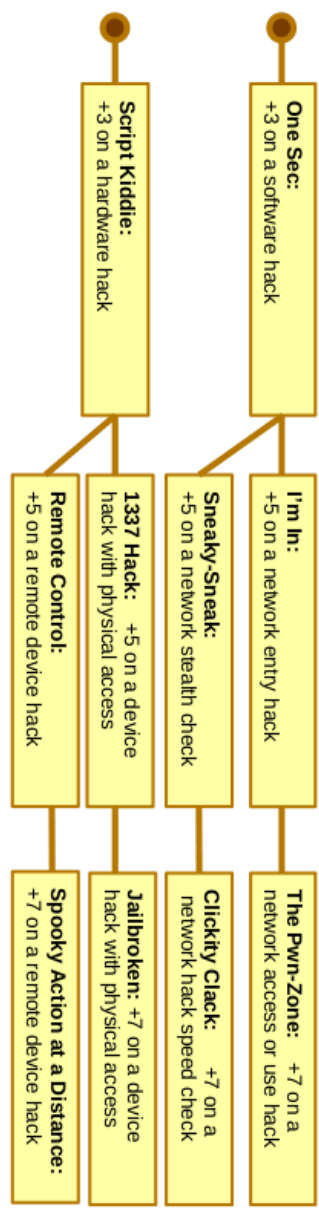 One Sec:
+3 on a software hack
I'm In:
+5 on a network entry hack
The Pwn-Zone: +7 on a
network access or use hack
Sneaky-Sneak:
+5 on a network stealth check
Clickity Clack: +7 on a
network hack speed check
Script Kiddie:
+3 on a hardware hack
1337 Hack: +5 on a device
hack with physical access
Jailbroken: +7 on a device
hack with physical access
Remote Control:
+5 on a remote device hack
Spooky Action at a Distance:
+7 on a remote device hack